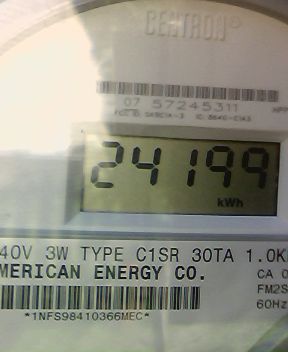 CENTRON®
07 57245311
24199
kWh
40V 3W TYPE C1SR 30TA 1.0K
MERICAN ENERGY CO.
CA 0
FM2S
60Hz
*1NFS98410366MEC*